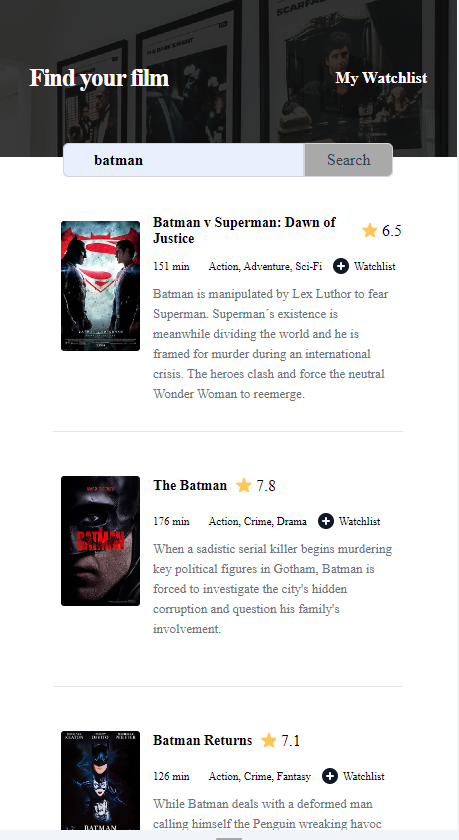 Find your film
My Watchlist
batman
Search
Batman v Superman: Dawn of
Justice
6.5
151 min
Action, Adventure, Sci-Fi
Watchlist
Batman is manipulated by Lex Luthor to fear
Superman. Superman´s existence is
meanwhile dividing the world and he is
framed for murder during an international
crisis. The heroes clash and force the neutral
Wonder Woman to reemerge.
The Batman
7.8
176 min
Action, Crime, Drama
Watchlist
When a sadistic serial killer begins murdering
key political figures in Gotham, Batman is
forced to investigate the city's hidden
corruption and question his family's
involvement.
THE
BATMAN
Batman Returns
7.1
126 min
Action, Crime, Fantasy
Watchlist
While Batman deals with a deformed man
calling himself the Penguin wreaking havoc
KEATON
DEVITO
PFEIFFER
BATMAN